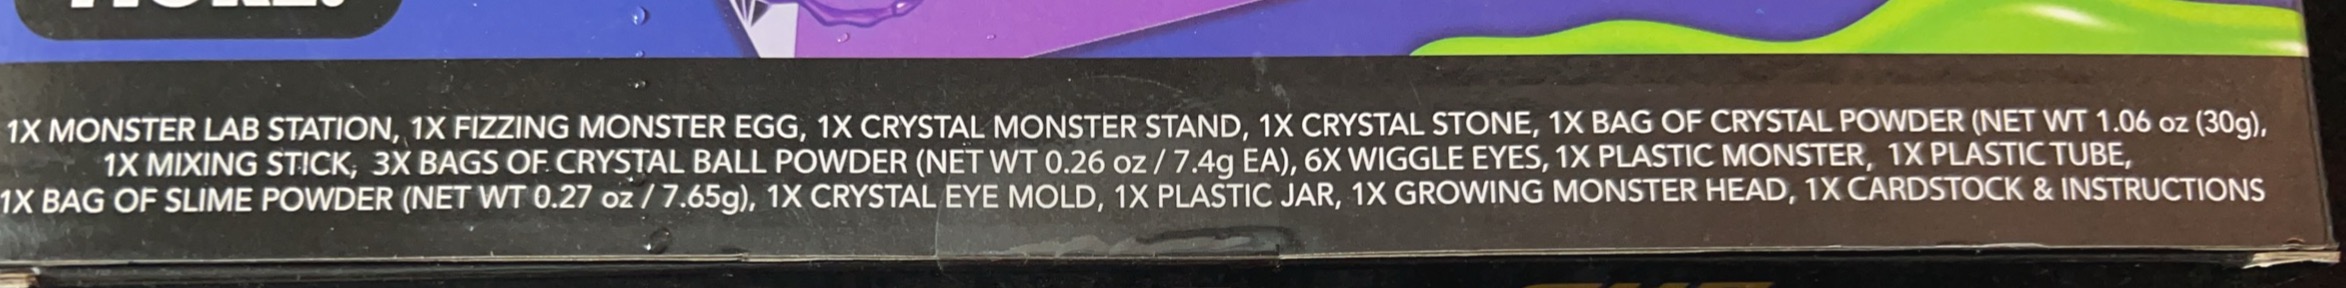 1X MONSTER LAB STATION, 1X FIZZING MONSTER EGG, 1X CRYSTAL MONSTER STAND, 1X CRYSTAL STONE, 1X BAG OF CRYSTAL POWDER (NET WT 1.06 oz (30g),
1X MIXING STICK, 3X BAGS OF CRYSTAL BALL POWDER (NET WT 0.26 oz / 7.4g EA), 6X WIGGLE EYES, 1X PLASTIC MONSTER, 1X PLASTIC TUBE,
1X BAG OF SLIME POWDER (NET WT 0.27 oz / 7.65g), 1X CRYSTAL EYE MOLD, 1X PLASTIC JAR, 1X GROWING MONSTER HEAD, 1X CARDSTOCK & INSTRUCTIONS